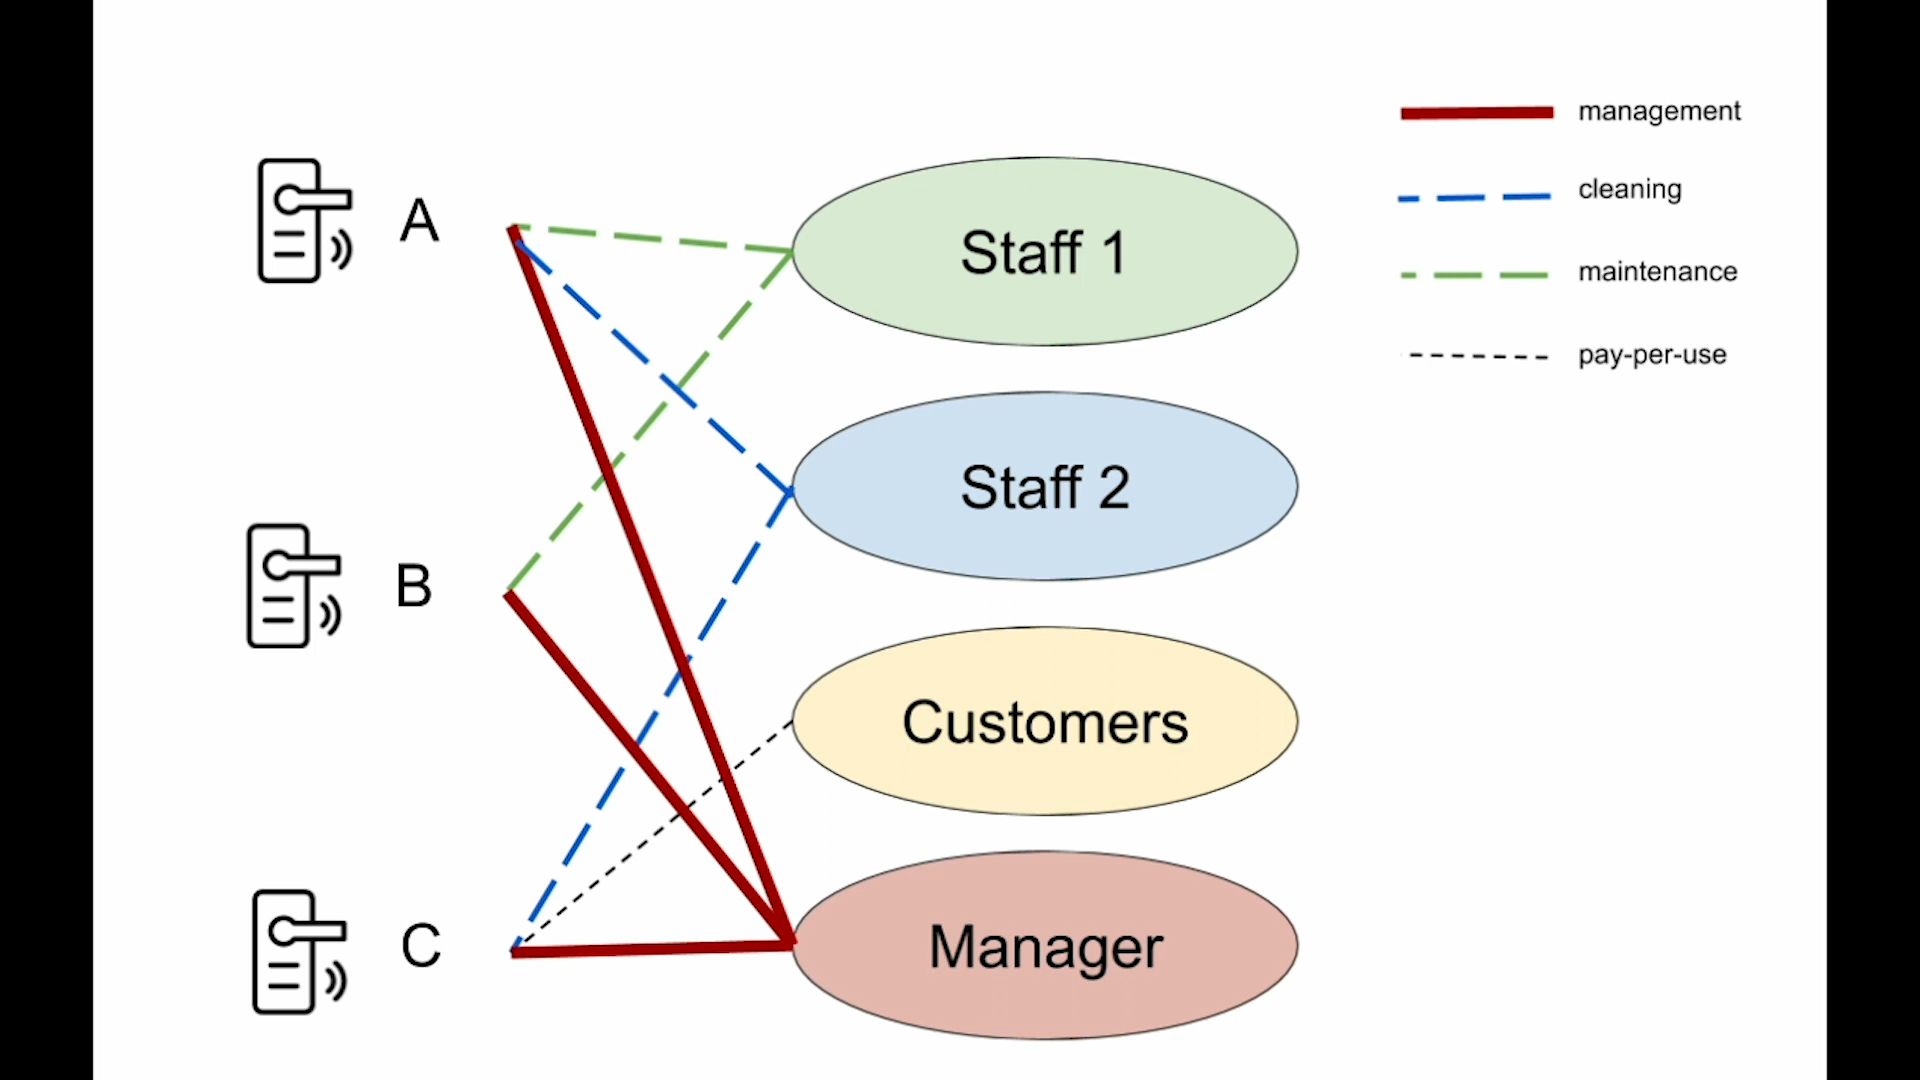 A
B
C
Staff 1
Staff 2
Customers
Manager
management
cleaning
maintenance
pay-per-use